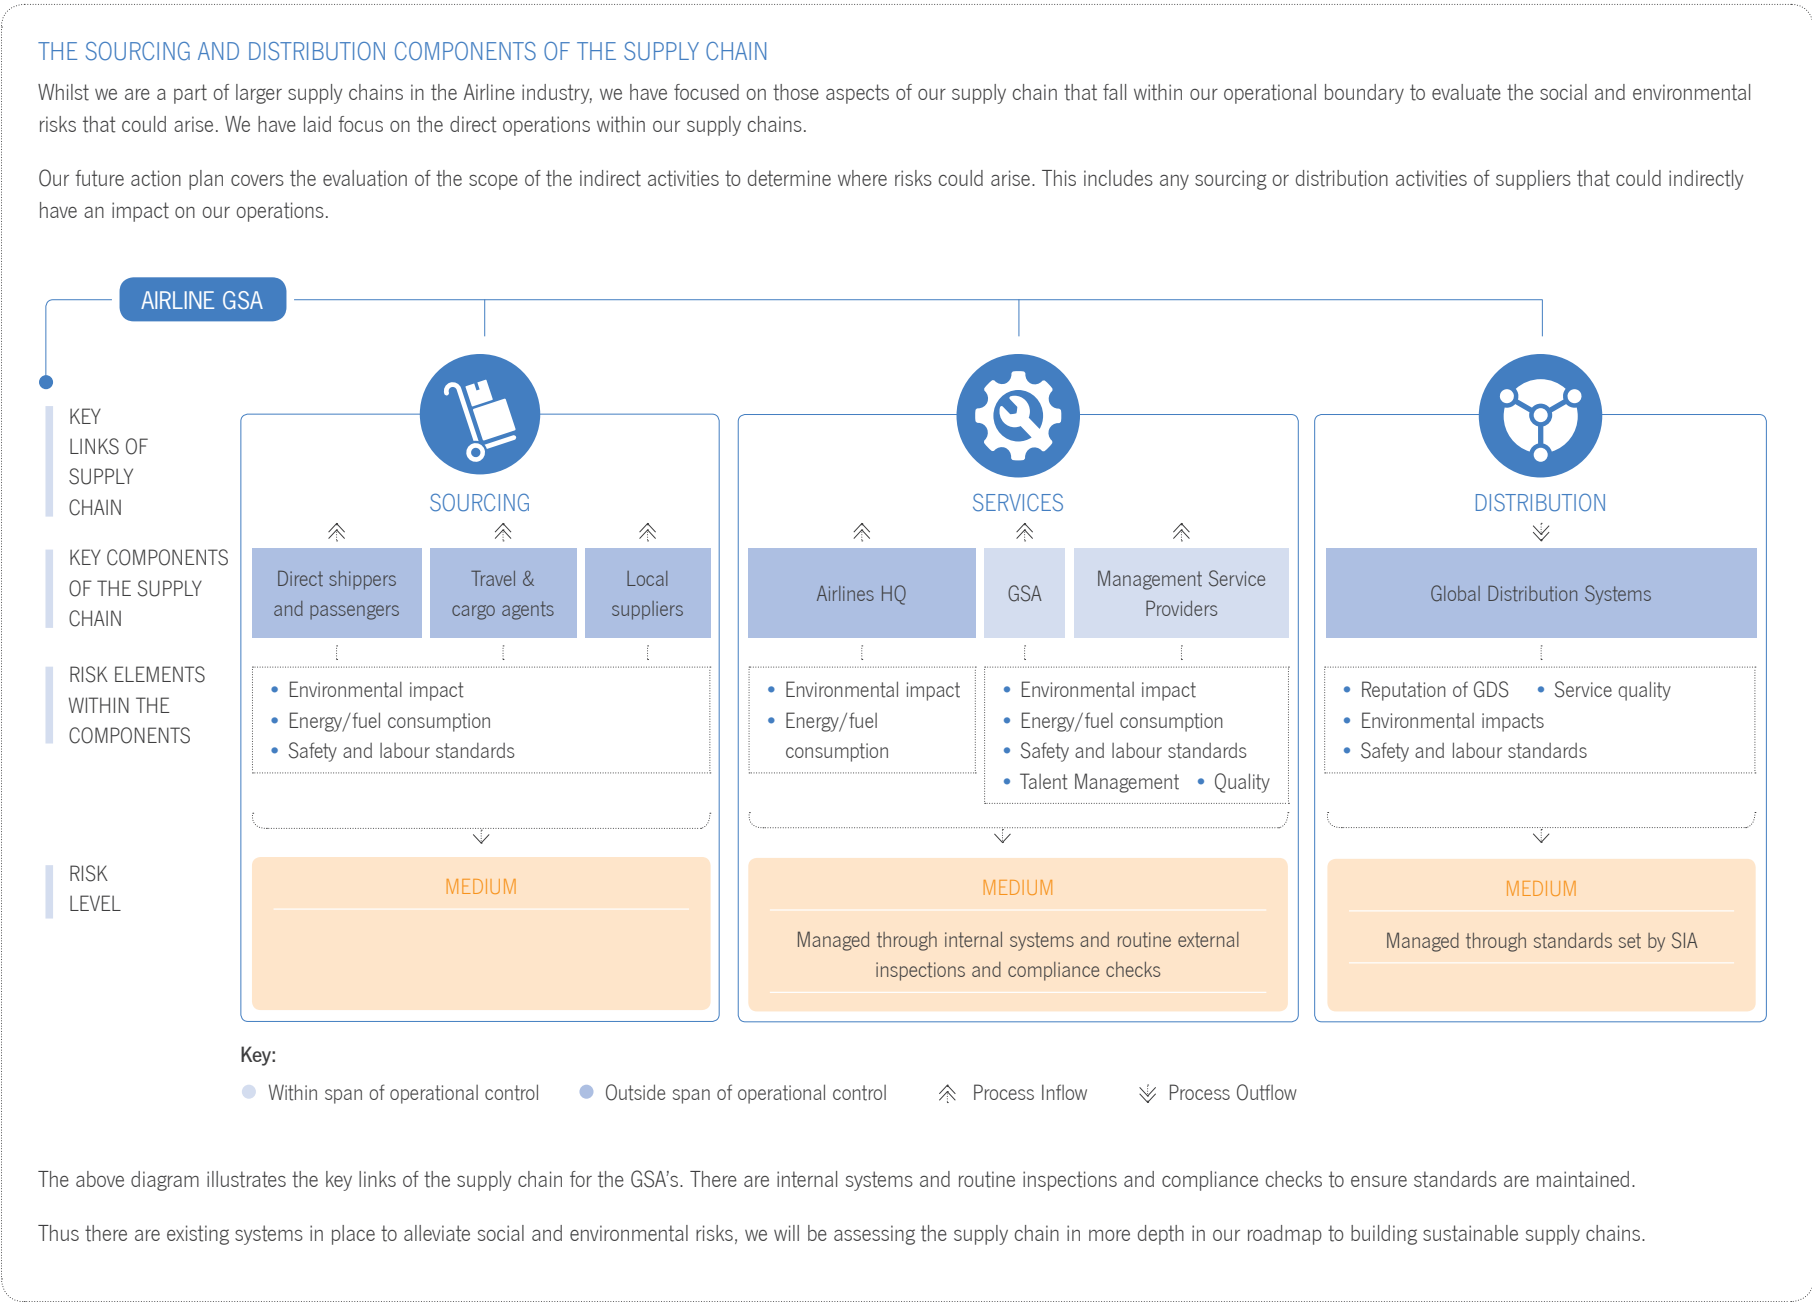 THE SOURCING AND DISTRIBUTION COMPONENTS OF THE SUPPLY CHAIN
Whilst we are a part of larger supply chains in the Airline industry, we have focused on those aspects of our supply chain that fall within our operational boundary to evaluate the social and environmental
risks that could arise. We have laid focus on the direct operations within our supply chains.
Our future action plan covers the evaluation of the scope of the indirect activities to determine where risks could arise. This includes any sourcing or distribution activities of suppliers that could indirectly
have an impact on our operations.
AIRLINE GSA
KEY
LINKS OF
SUPPLY
CHAIN
SOURCING
SERVICES
DISTRIBUTION
KEY COMPONENTS
OF THE SUPPLY
CHAIN
Direct shippers
and passengers
Travel &
cargo agents
Local
suppliers
Airlines HQ
GSA
Management Service
Providers
Global Distribution Systems
RISK ELEMENTS
WITHIN THE
COMPONENTS
• Environmental impact
• Energy/fuel consumption
• Safety and labour standards
• Environmental impact
• Energy/fuel
consumption
• Environmental impact
• Energy/fuel consumption
• Safety and labour standards
• Talent Management • Quality
• Reputation of GDS • Service quality
• Environmental impacts
• Safety and labour standards
RISK
LEVEL
MEDIUM
MEDIUM
Managed through internal systems and routine external
inspections and compliance checks
MEDIUM
Managed through standards set by SIA
Key:
Within span of operational control
Outside span of operational control
Process Inflow
Process Outflow
The above diagram illustrates the key links of the supply chain for the GSA's. There are internal systems and routine inspections and compliance checks to ensure standards are maintained.
Thus there are existing systems in place to alleviate social and environmental risks, we will be assessing the supply chain in more depth in our roadmap to building sustainable supply chains.